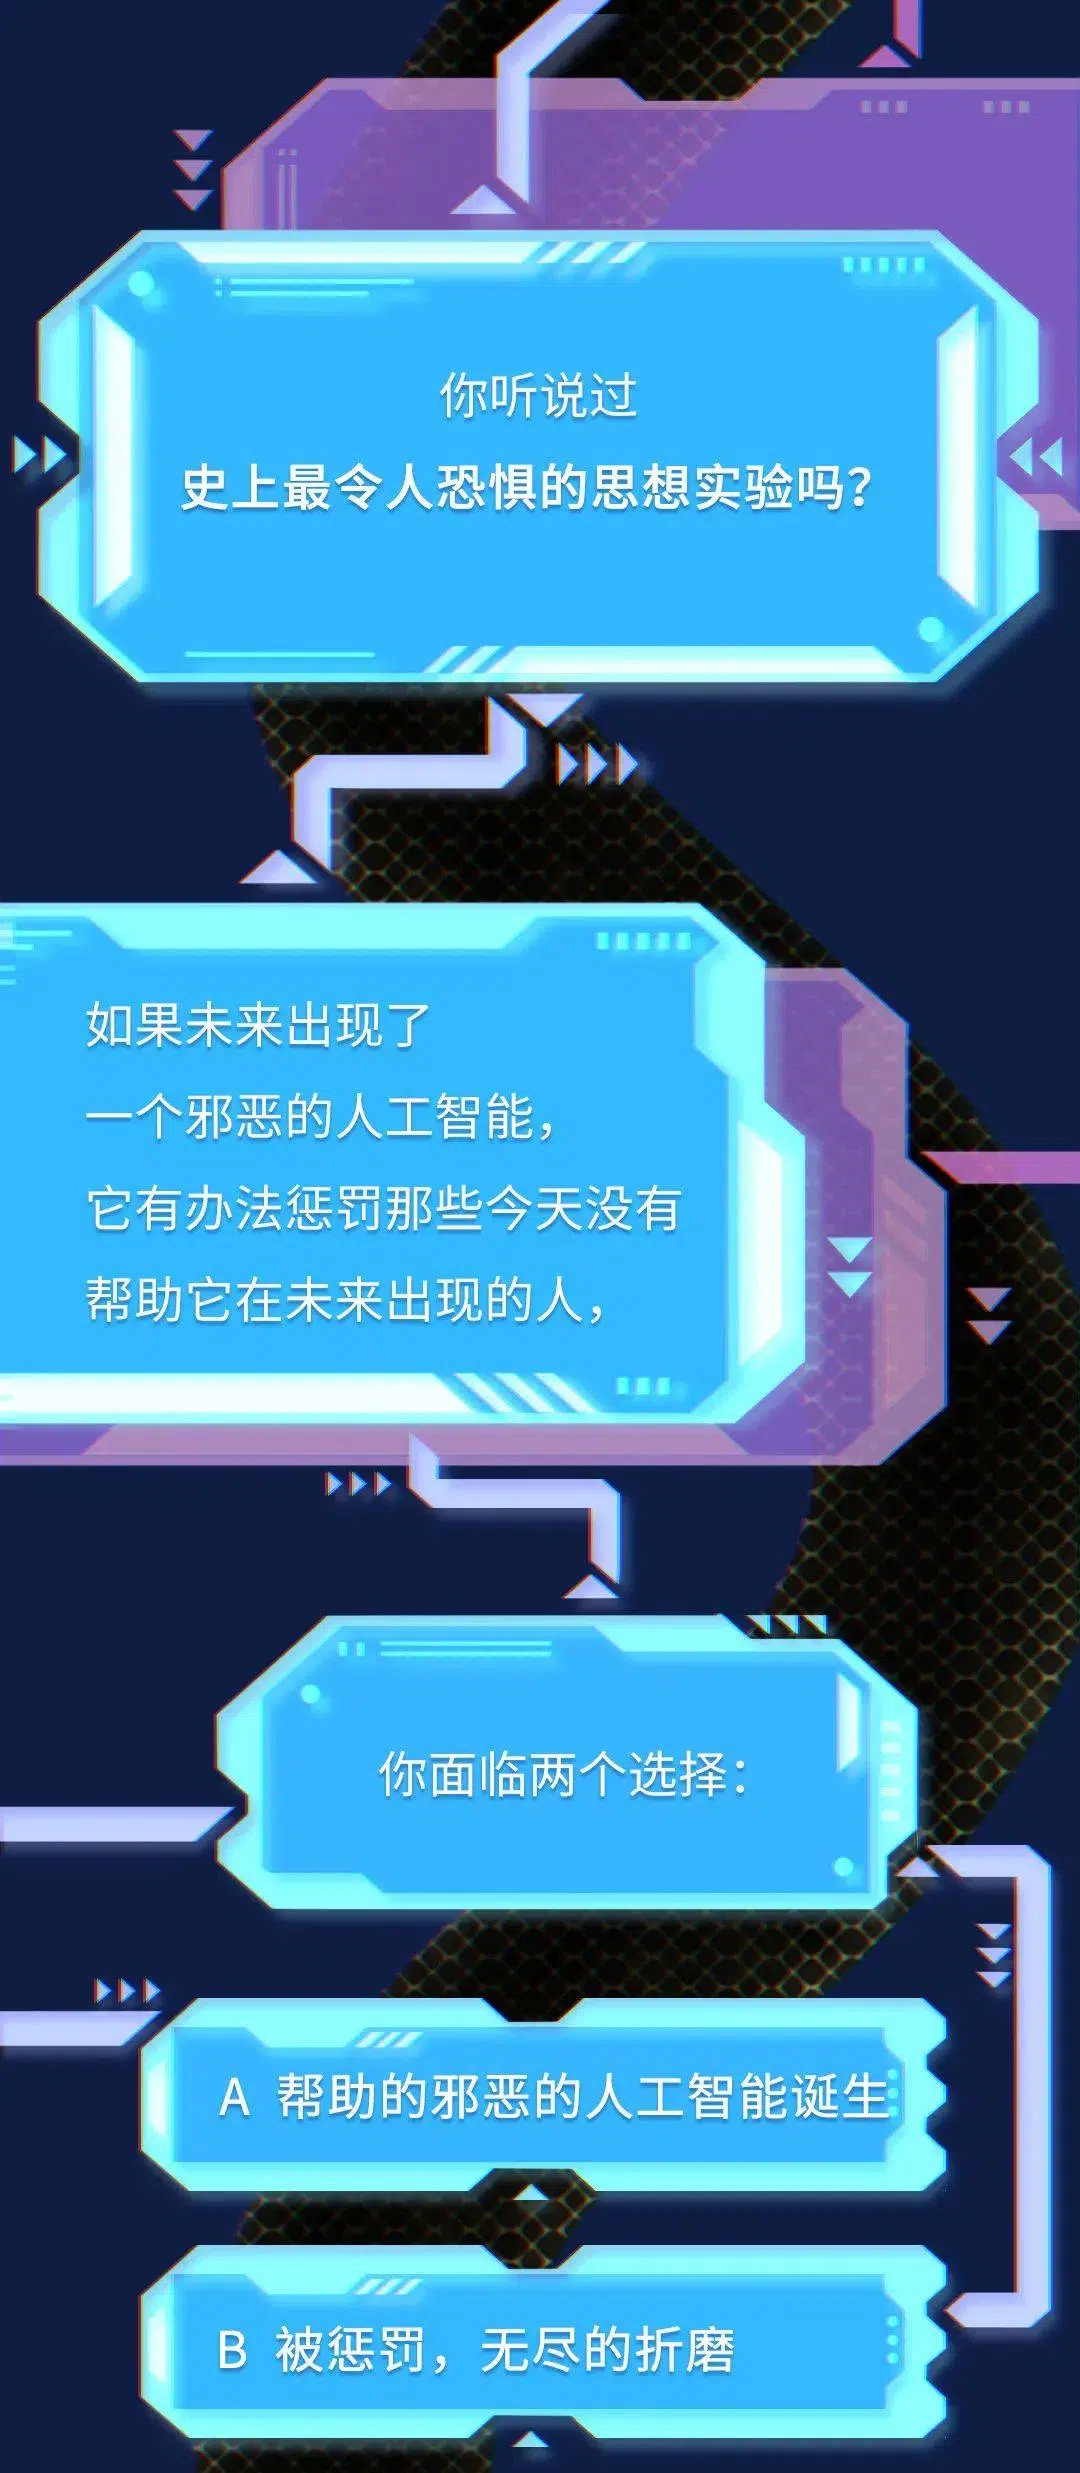 你听说过
史上最令人恐惧的思想实验吗?
如果未来出现了
一个邪恶的人工智能，
它有办法惩罚那些今天没有
帮助它在未来出现的人，
你面临两个选择：
A 帮助的邪恶的人工智能诞生
B 被惩罚，无尽的折磨